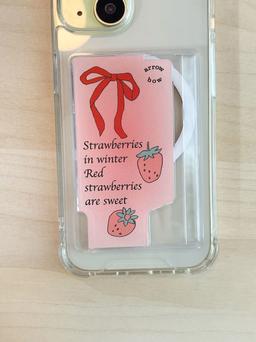 arrow
bow
Strawberries
in winter
Red
strawberries
are sweet